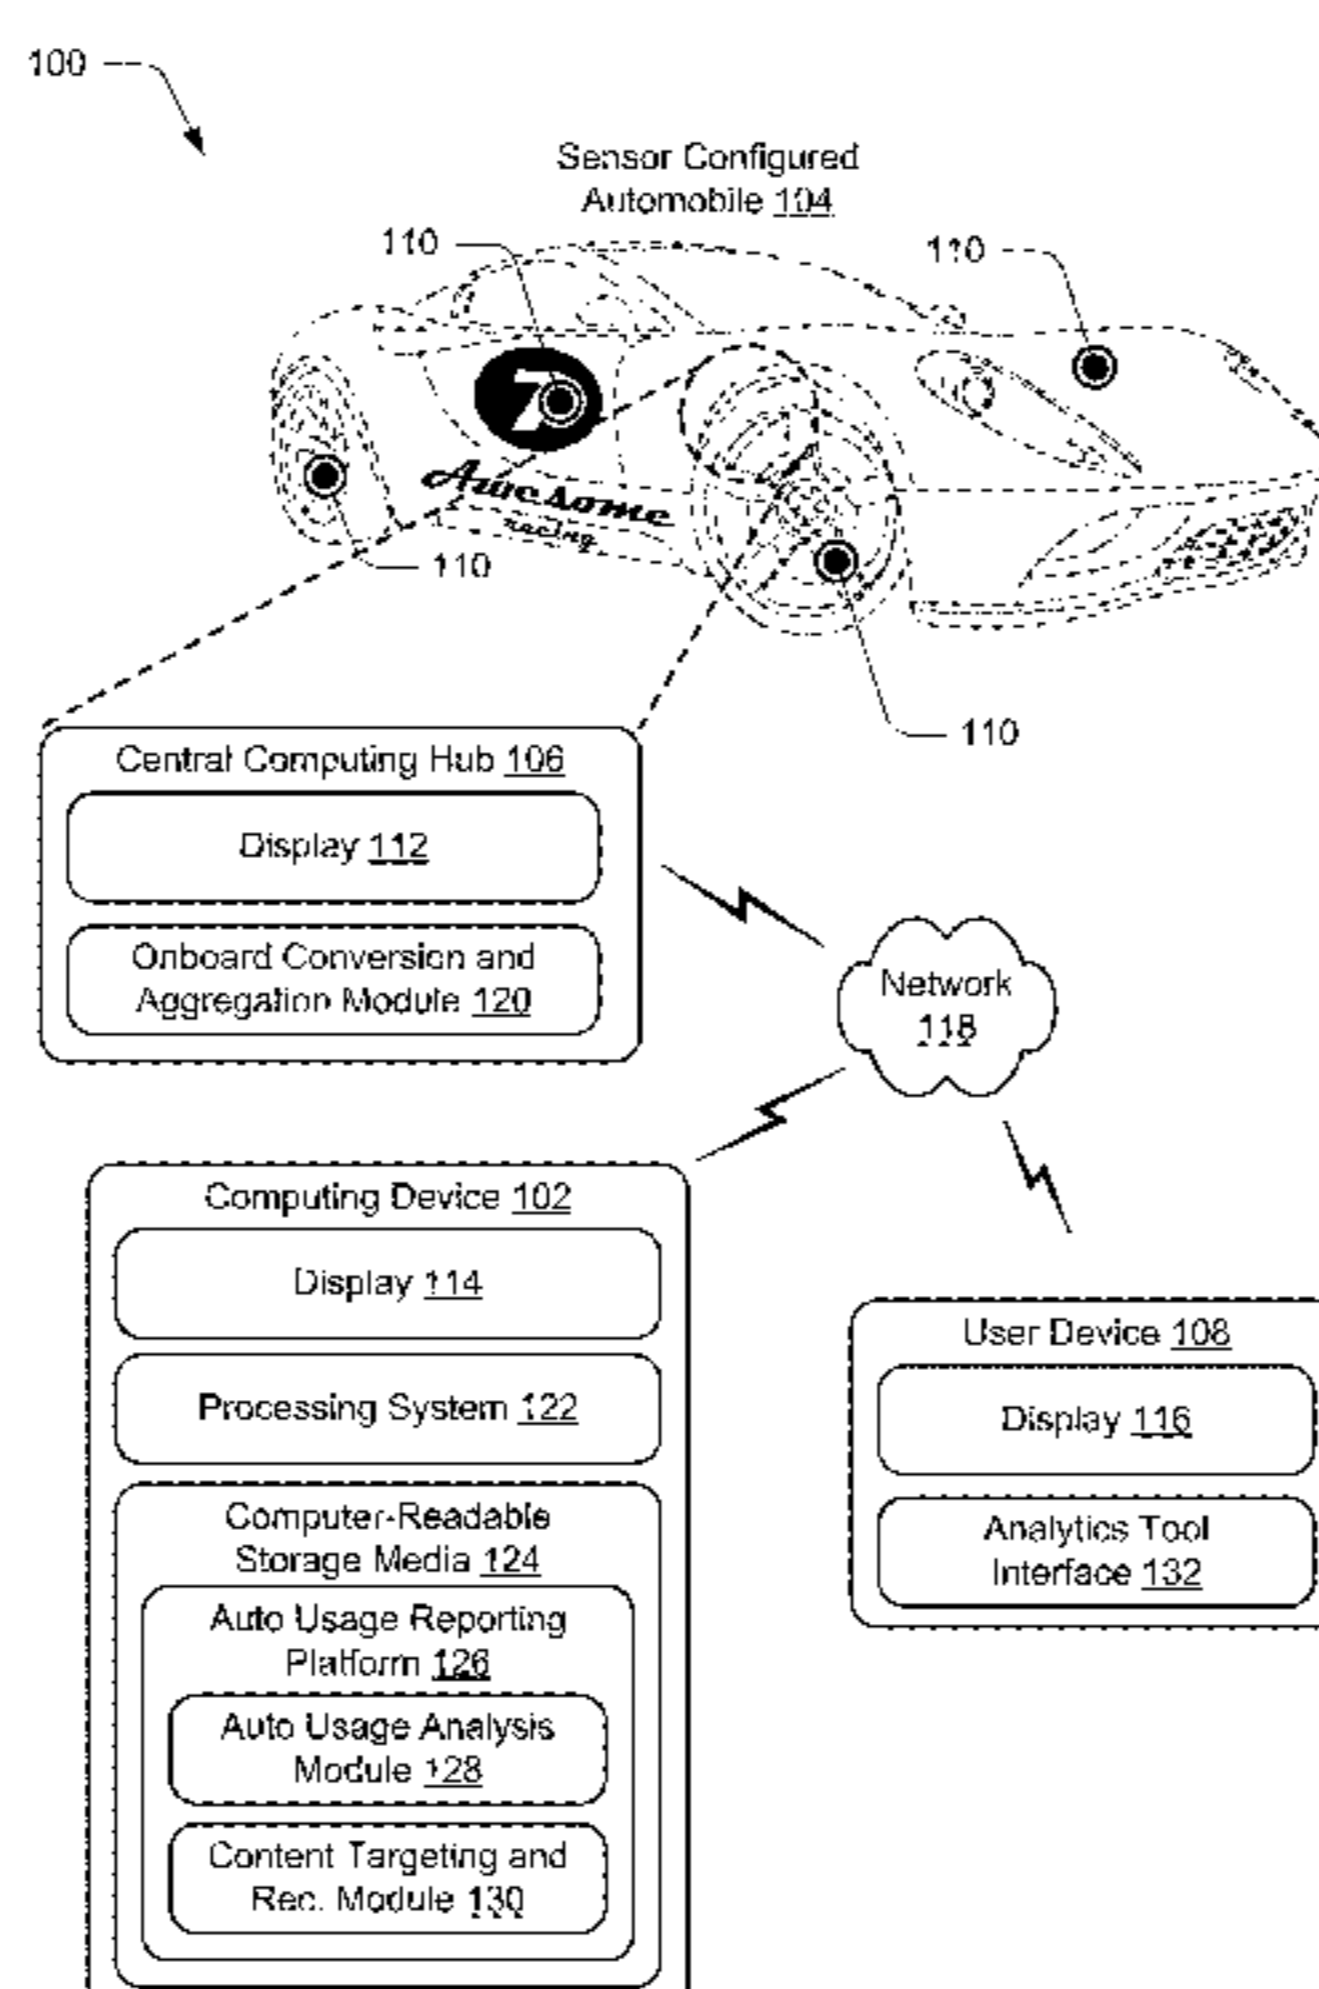 100
Sensor Configured
Automobile 104
110
110
7
Awesome
racing
110
110
Central Computing Hub 106
Display 112
Onboard Conversion and
Aggregation Module 120
Network
118
Computing Device 102
Display 114
Processing System 122
Computer-Readable
Storage Media 124
Auto Usage Reporting
Platform 126
Auto Usage Analysis
Module 128
Content Targeting and
Rec. Module 130
User Device 108
Display 116
Analytics Tool
Interface 132